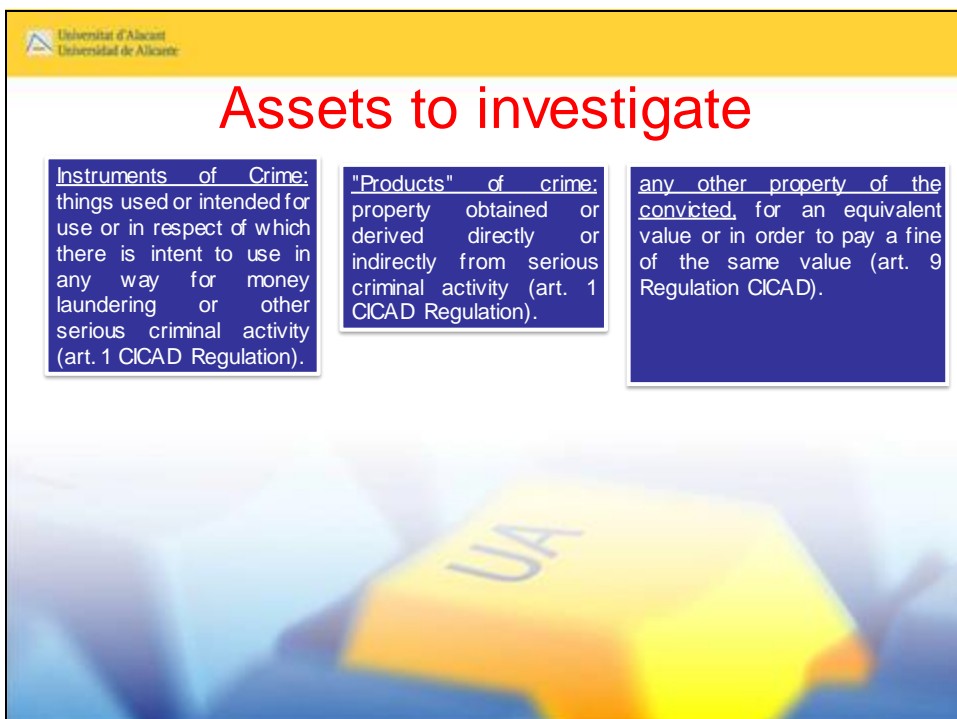 Universitat d'Alacant
Universidad de Alicante
Assets to investigate
Instruments of Crime:
things used or intended for
use or in respect of which
there is intent to use in
any way for money
laundering or other
serious criminal activity
(art. 1 CICAD Regulation).
"Products" of crime:
property obtained or
derived directly or
indirectly from serious
criminal activity (art. 1
CICAD Regulation).
any other property of the
convicted, for an equivalent
value or in order to pay a fine
of the same value (art. 9
Regulation CICAD).
UA